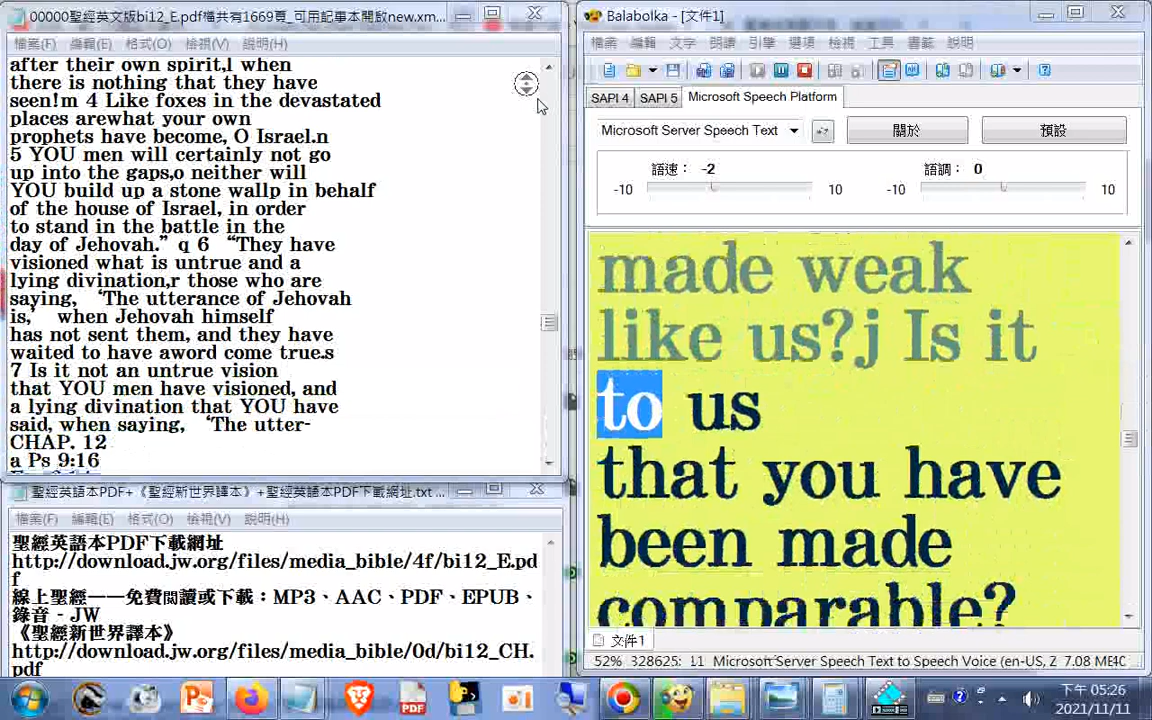 00000聖經英文版bi12_E.pdf檔共有1669頁_可用記事本開啟new.xm...
檔案(F) 編輯(E) 格式(O) 檢視(V) 說明(H)
after their own spirit,l when
there is nothing that they have
seen!m 4 Like foxes in the devastated
places arewhat your own
prophets have become, O Israel.n
5 YOU men will certainly not go
up into the gaps,o neither will
YOU build up a stone wallp in behalf
of the house of Israel, in order
to stand in the battle in the
day of Jehovah.” q 6 “They have
visioned what is untrue and a
lying divination,r those who are
saying, ‘The utterance of Jehovah
is,’ when Jehovah himself
has not sent them, and they have
waited to have aword come true.s
7 Is it not an untrue vision
that YOU men have visioned, and
a lying divination that YOU have
said, when saying, ‘The utter-
CHAP. 12
a Ps 9:16
聖經英語本PDF+《聖經新世界譯本》+聖經英語本PDF下載網址.txt ...
檔案(F) 編輯(E) 格式(O) 檢視(V) 說明(H)
聖經英語本PDF下載網址
http://download.jw.org/files/media_bible/4f/bi12_E.pd
f
線上聖經——免費閱讀或下載：MP3、AAC、PDF、EPUB、
錄音 - JW
《聖經新世界譯本》
http://download.jw.org/files/media_bible/0d/bi12_CH.
pdf
Balabolka - [文件1]
檔案 編輯 文字 朗讀 引擎 選項 檢視 工具 書籤 說明
SAPI 4 SAPI 5 Microsoft Speech Platform
Microsoft Server Speech Text 關於 預設
語速： -2 語調： 0
-10 10 -10 10
made weak
like us?j Is it
to us
that you have
been made
comparable?
文件1
52% 328625: 11 Microsoft Server Speech Text to Speech Voice (en-US, Z 7.08 ME
下午 05:26
2021/11/11